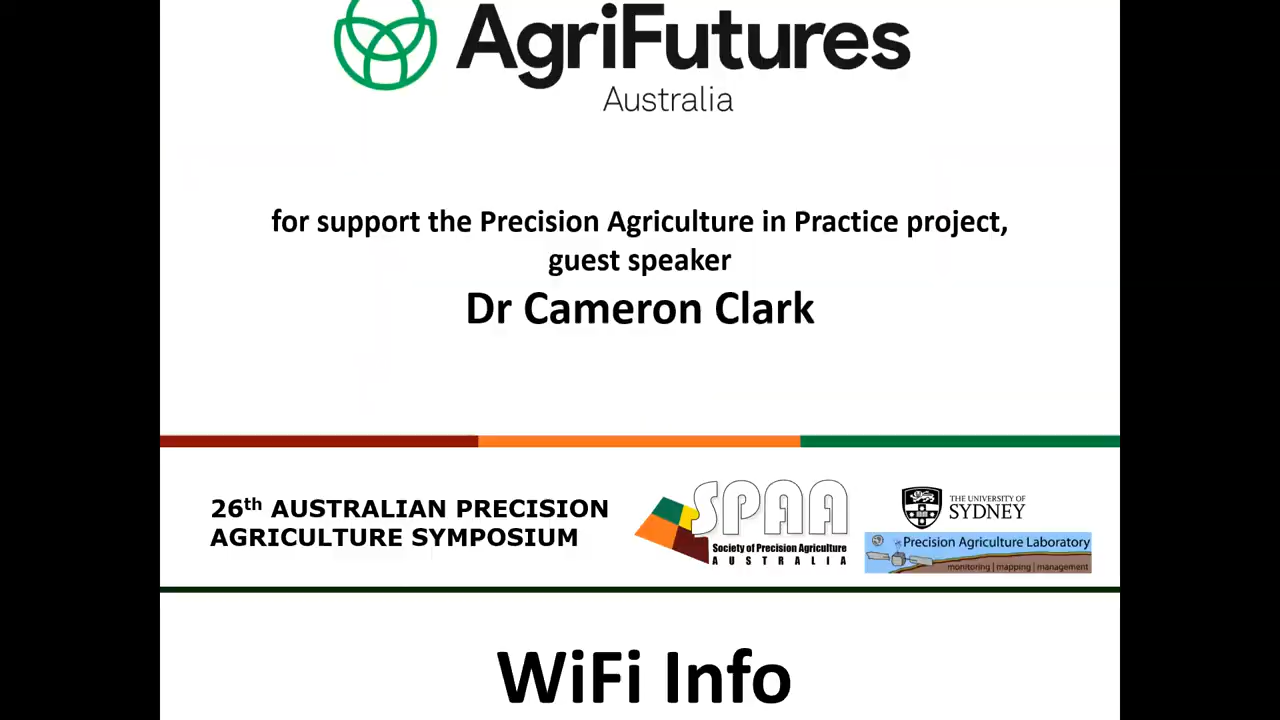 AgriFutures
Australia
for support the Precision Agriculture in Practice project,
guest speaker
Dr Cameron Clark
26th AUSTRALIAN PRECISION
AGRICULTURE SYMPOSIUM
SPAA
Society of Precision Agriculture
AUSTRALIA
THE UNIVERSITY OF
SYDNEY
Precision Agriculture Laboratory
monitoring | mapping | management
WiFi Info